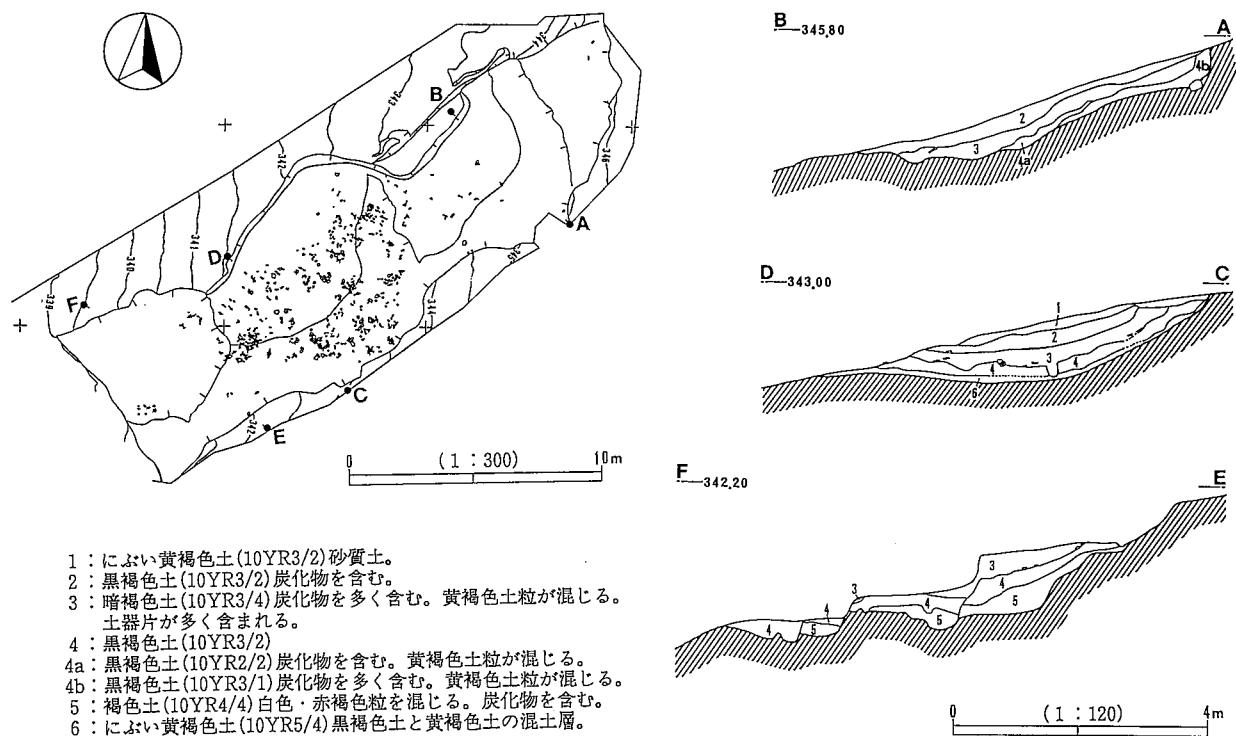 B
345,80
A
344
343
B
346
342
341
340
339
D
A
345
F
344
C
342
E
0
(1：300)
10m
2
3
4a
4b
D
343,00
C
1
2
3
4
4
6
F
342,20
E
3
3
4
4
4
5
5
5
4
0
(1：120)
4m
1：にぶい黄褐色土(10YR3/2)砂質土。
2：黒褐色土(10YR3/2)炭化物を含む。
3：暗褐色土(10YR3/4)炭化物を多く含む。黄褐色土粒が混じる。
土器片が多く含まれる。
4：黒褐色土(10YR3/2)
4a：黒褐色土(10YR2/2)炭化物を含む。黄褐色土粒が混じる。
4b：黒褐色土(10YR3/1)炭化物を多く含む。黄褐色土粒が混じる。
5：褐色土(10YR4/4)白色・赤褐色粒を混じる。炭化物を含む。
6：にぶい黄褐色土(10YR5/4)黒褐色土と黄褐色土の混土層。